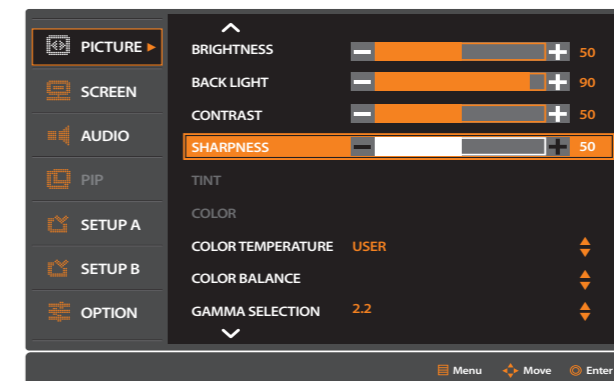 PICTURE
SCREEN
AUDIO
PIP
SETUP A
SETUP B
OPTION
BRIGHTNESS 50
BACK LIGHT 90
CONTRAST 50
SHARPNESS 50
TINT
COLOR
COLOR TEMPERATURE USER
COLOR BALANCE
GAMMA SELECTION 2.2
Menu Move Enter